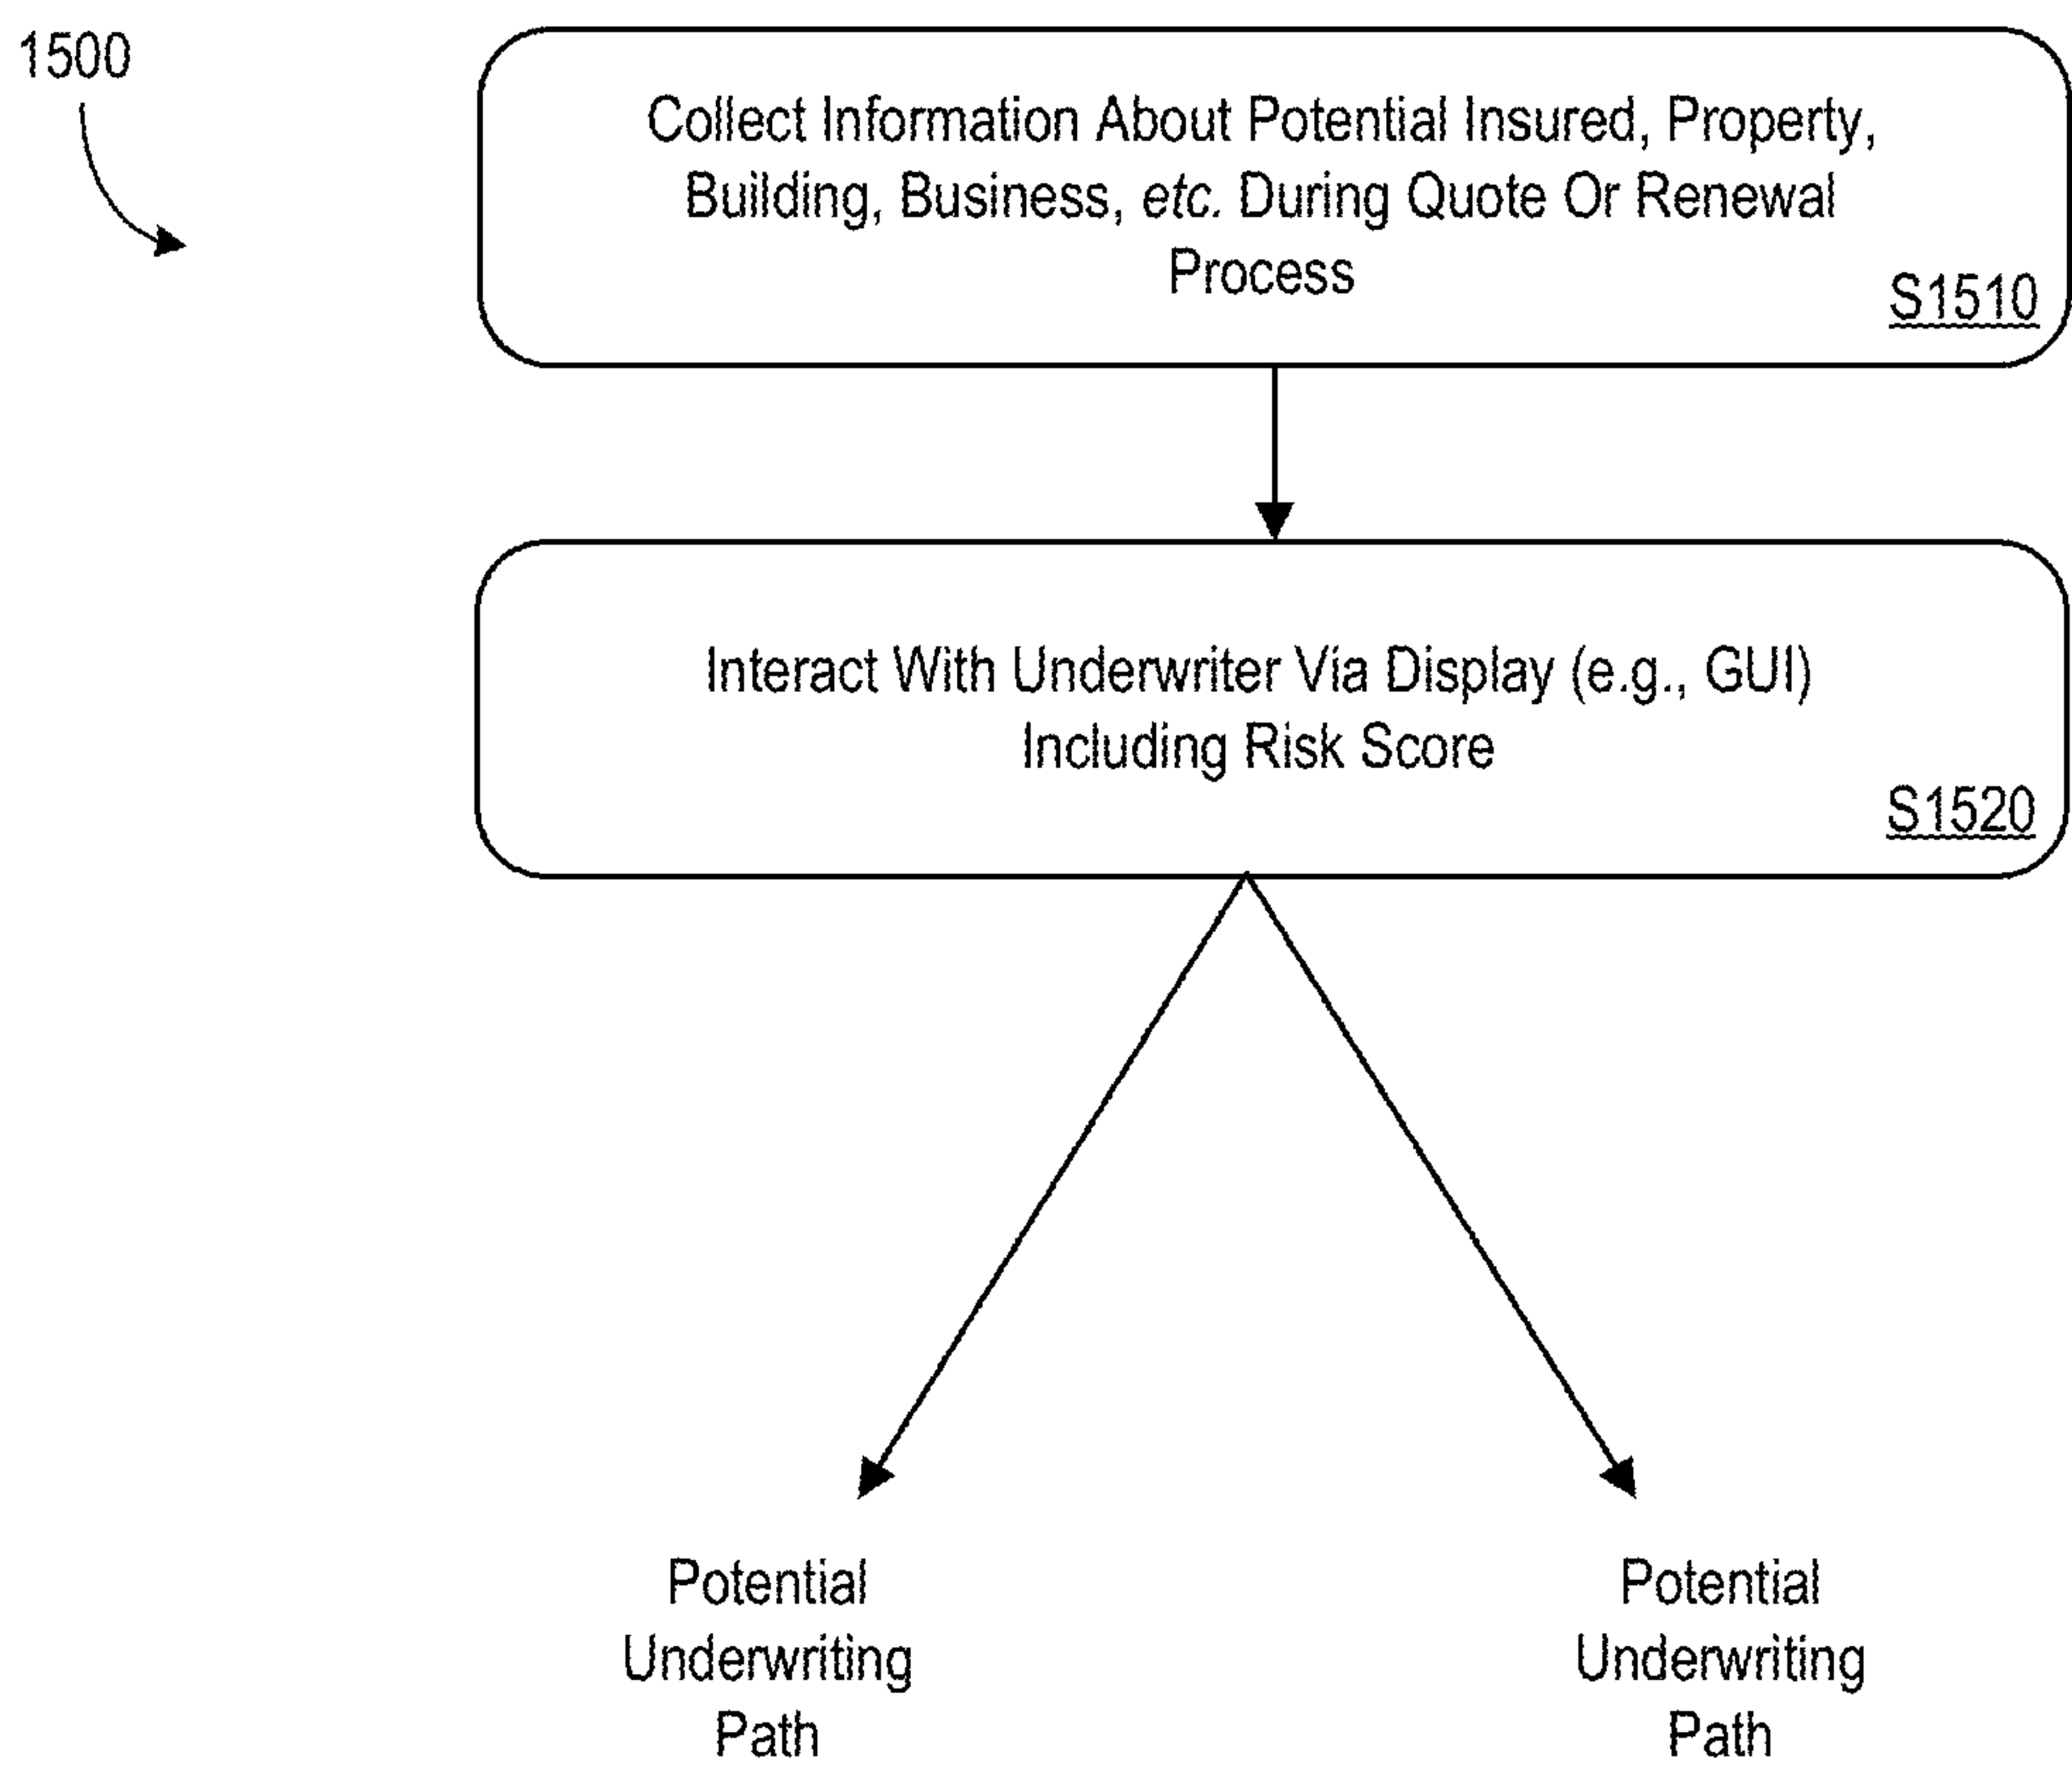 1500
Collect Information About Potential Insured, Property,
Building, Business, etc. During Quote Or Renewal
Process
S1510
Interact With Underwriter Via Display (e.g., GUI)
Including Risk Score
S1520
Potential
Underwriting
Path
Potential
Underwriting
Path